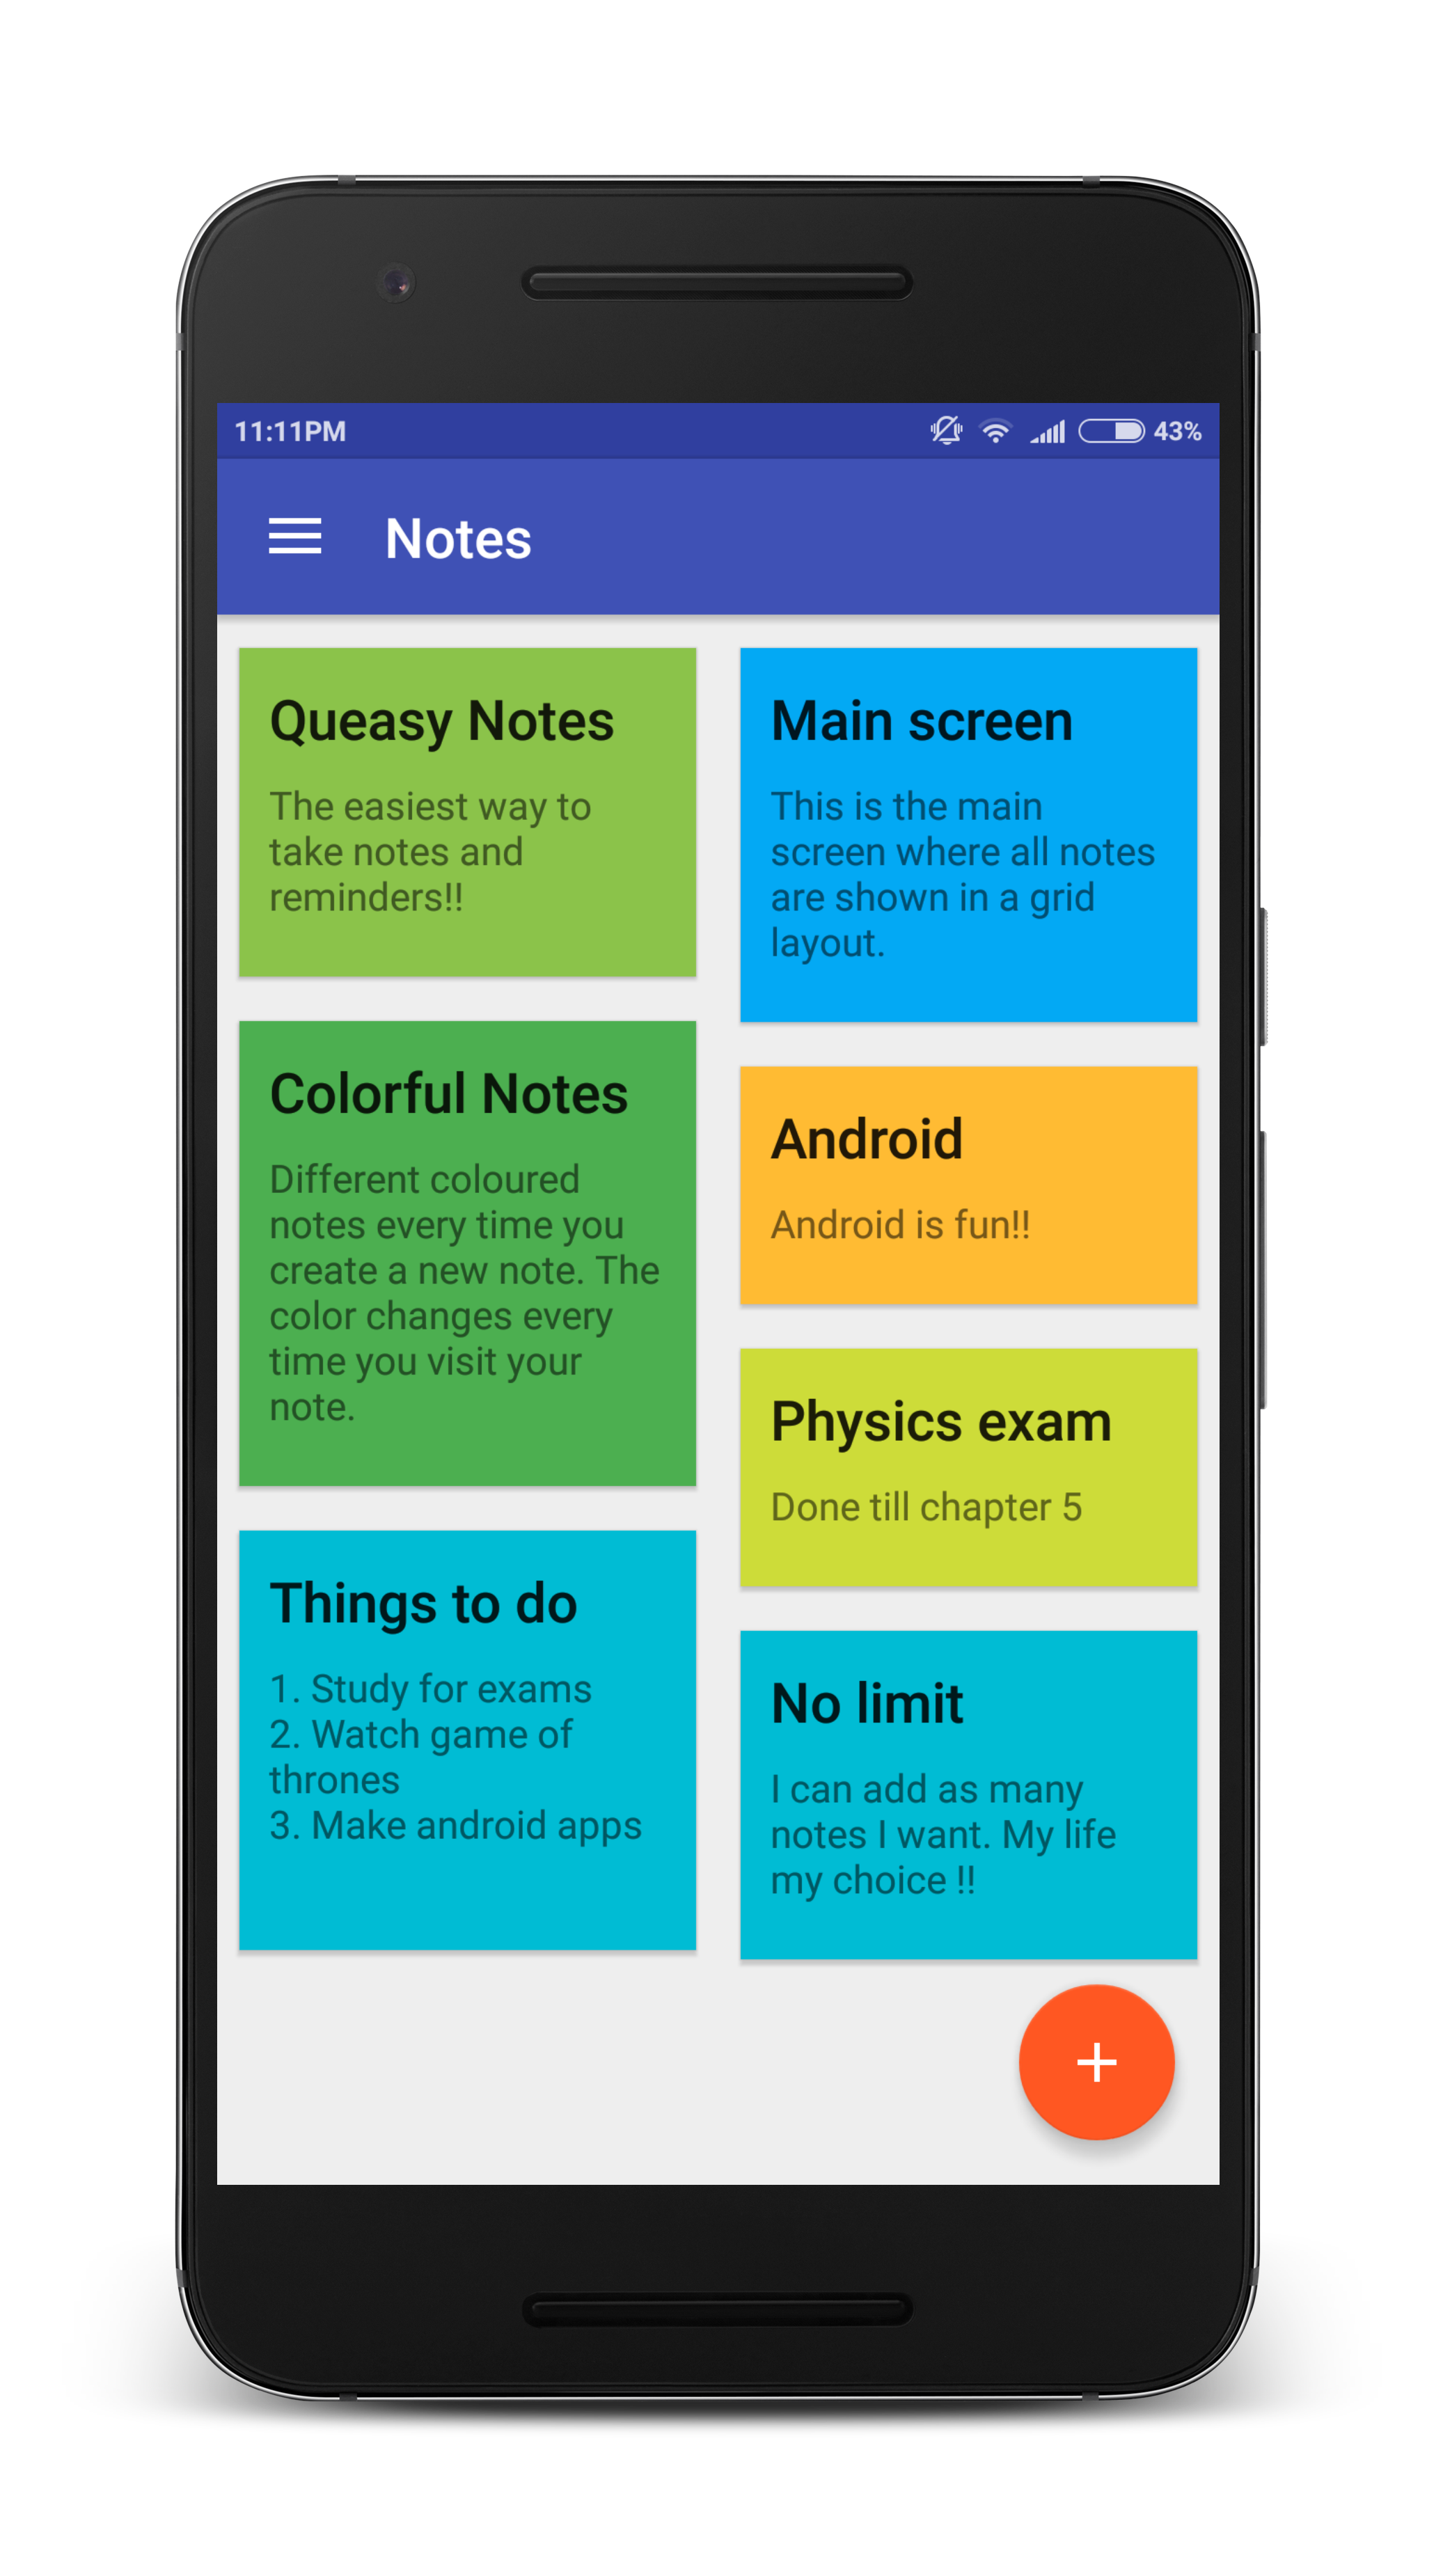 11:11PM
43%
Notes
Queasy Notes
The easiest way to
take notes and
reminders!!
Colorful Notes
Different coloured
notes every time you
create a new note. The
color changes every
time you visit your
note.
Things to do
1. Study for exams
2. Watch game of
thrones
3. Make android apps
Main screen
This is the main
screen where all notes
are shown in a grid
layout.
Android
Android is fun!!
Physics exam
Done till chapter 5
No limit
I can add as many
notes I want. My life
my choice !!
+